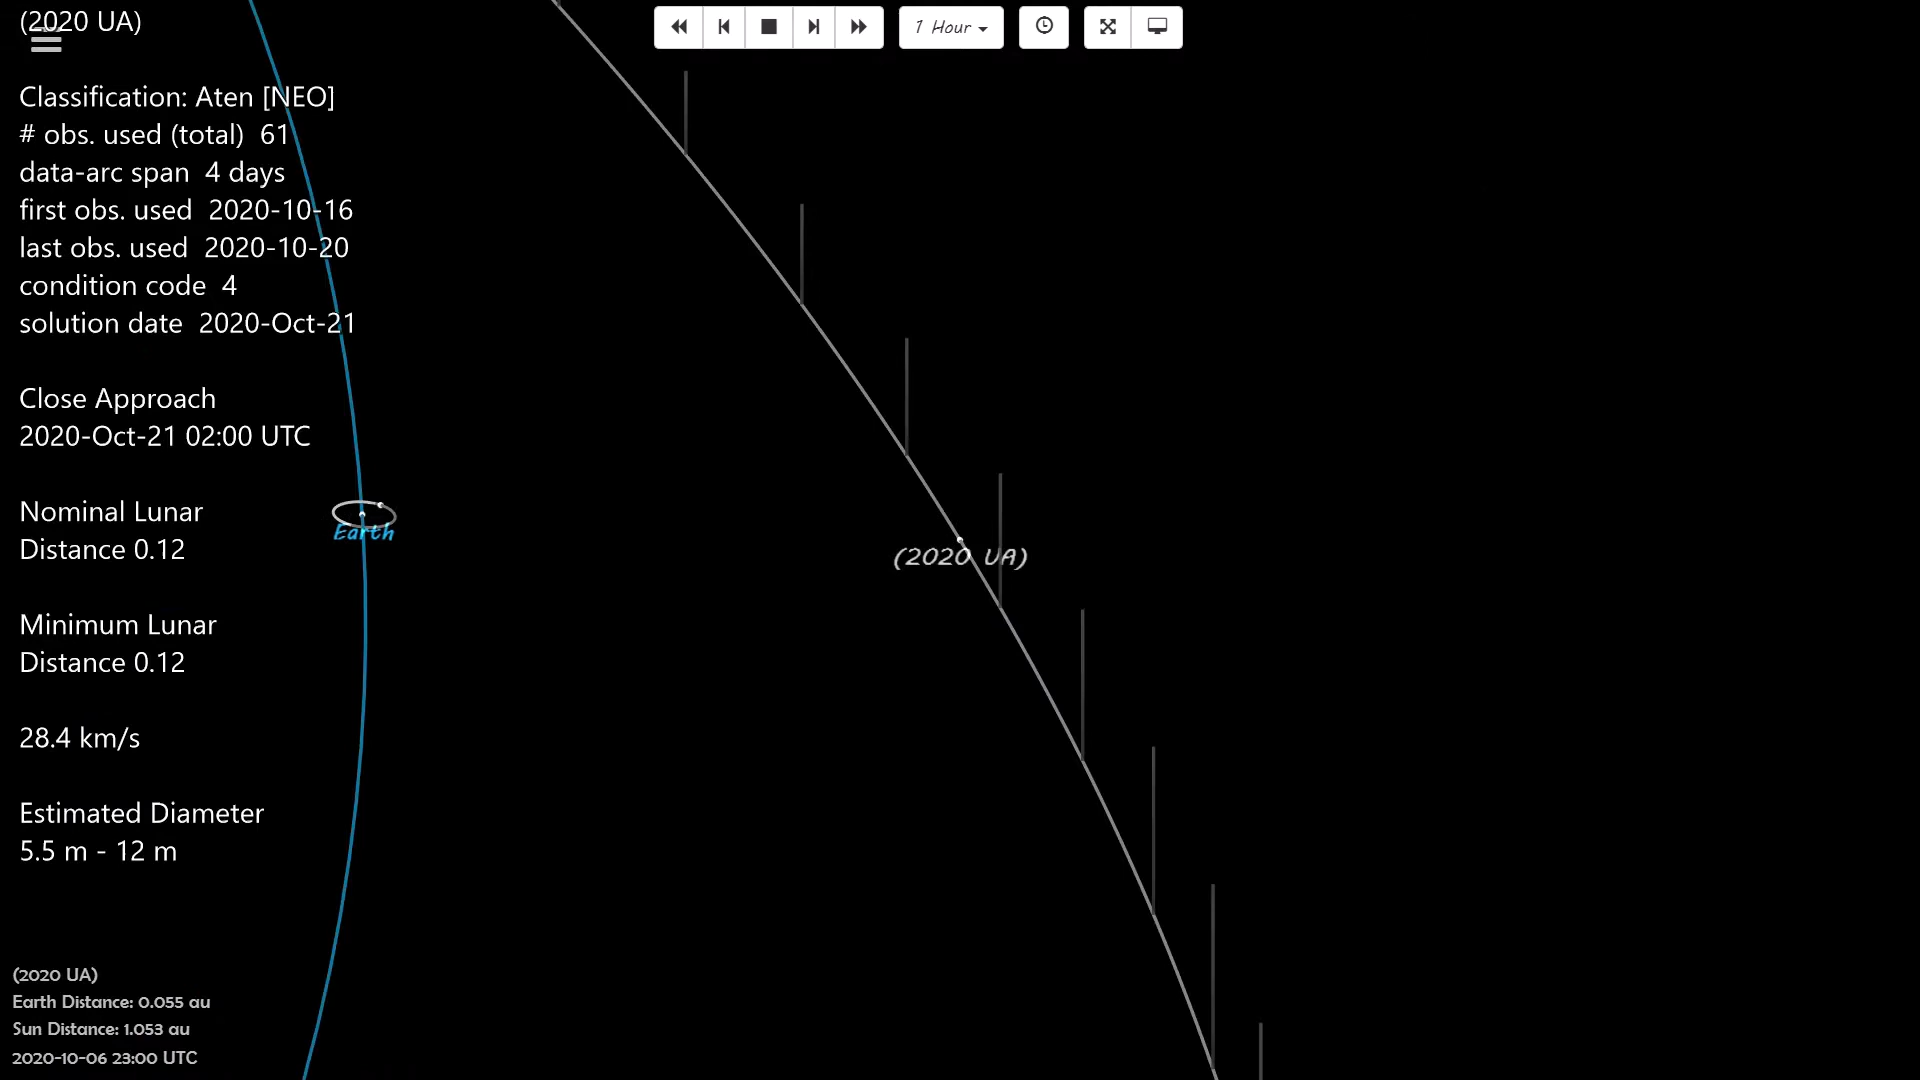 (2020 UA)
1 Hour
Classification: Aten [NEO]
# obs. used (total) 61
data-arc span 4 days
first obs. used 2020-10-16
last obs. used 2020-10-20
condition code 4
solution date 2020-Oct-21
Close Approach
2020-Oct-21 02:00 UTC
Nominal Lunar
Distance 0.12
Earth
(2020 UA)
Minimum Lunar
Distance 0.12
28.4 km/s
Estimated Diameter
5.5 m - 12 m
(2020 UA)
Earth Distance: 0.055 au
Sun Distance: 1.053 au
2020-10-06 23:00 UTC